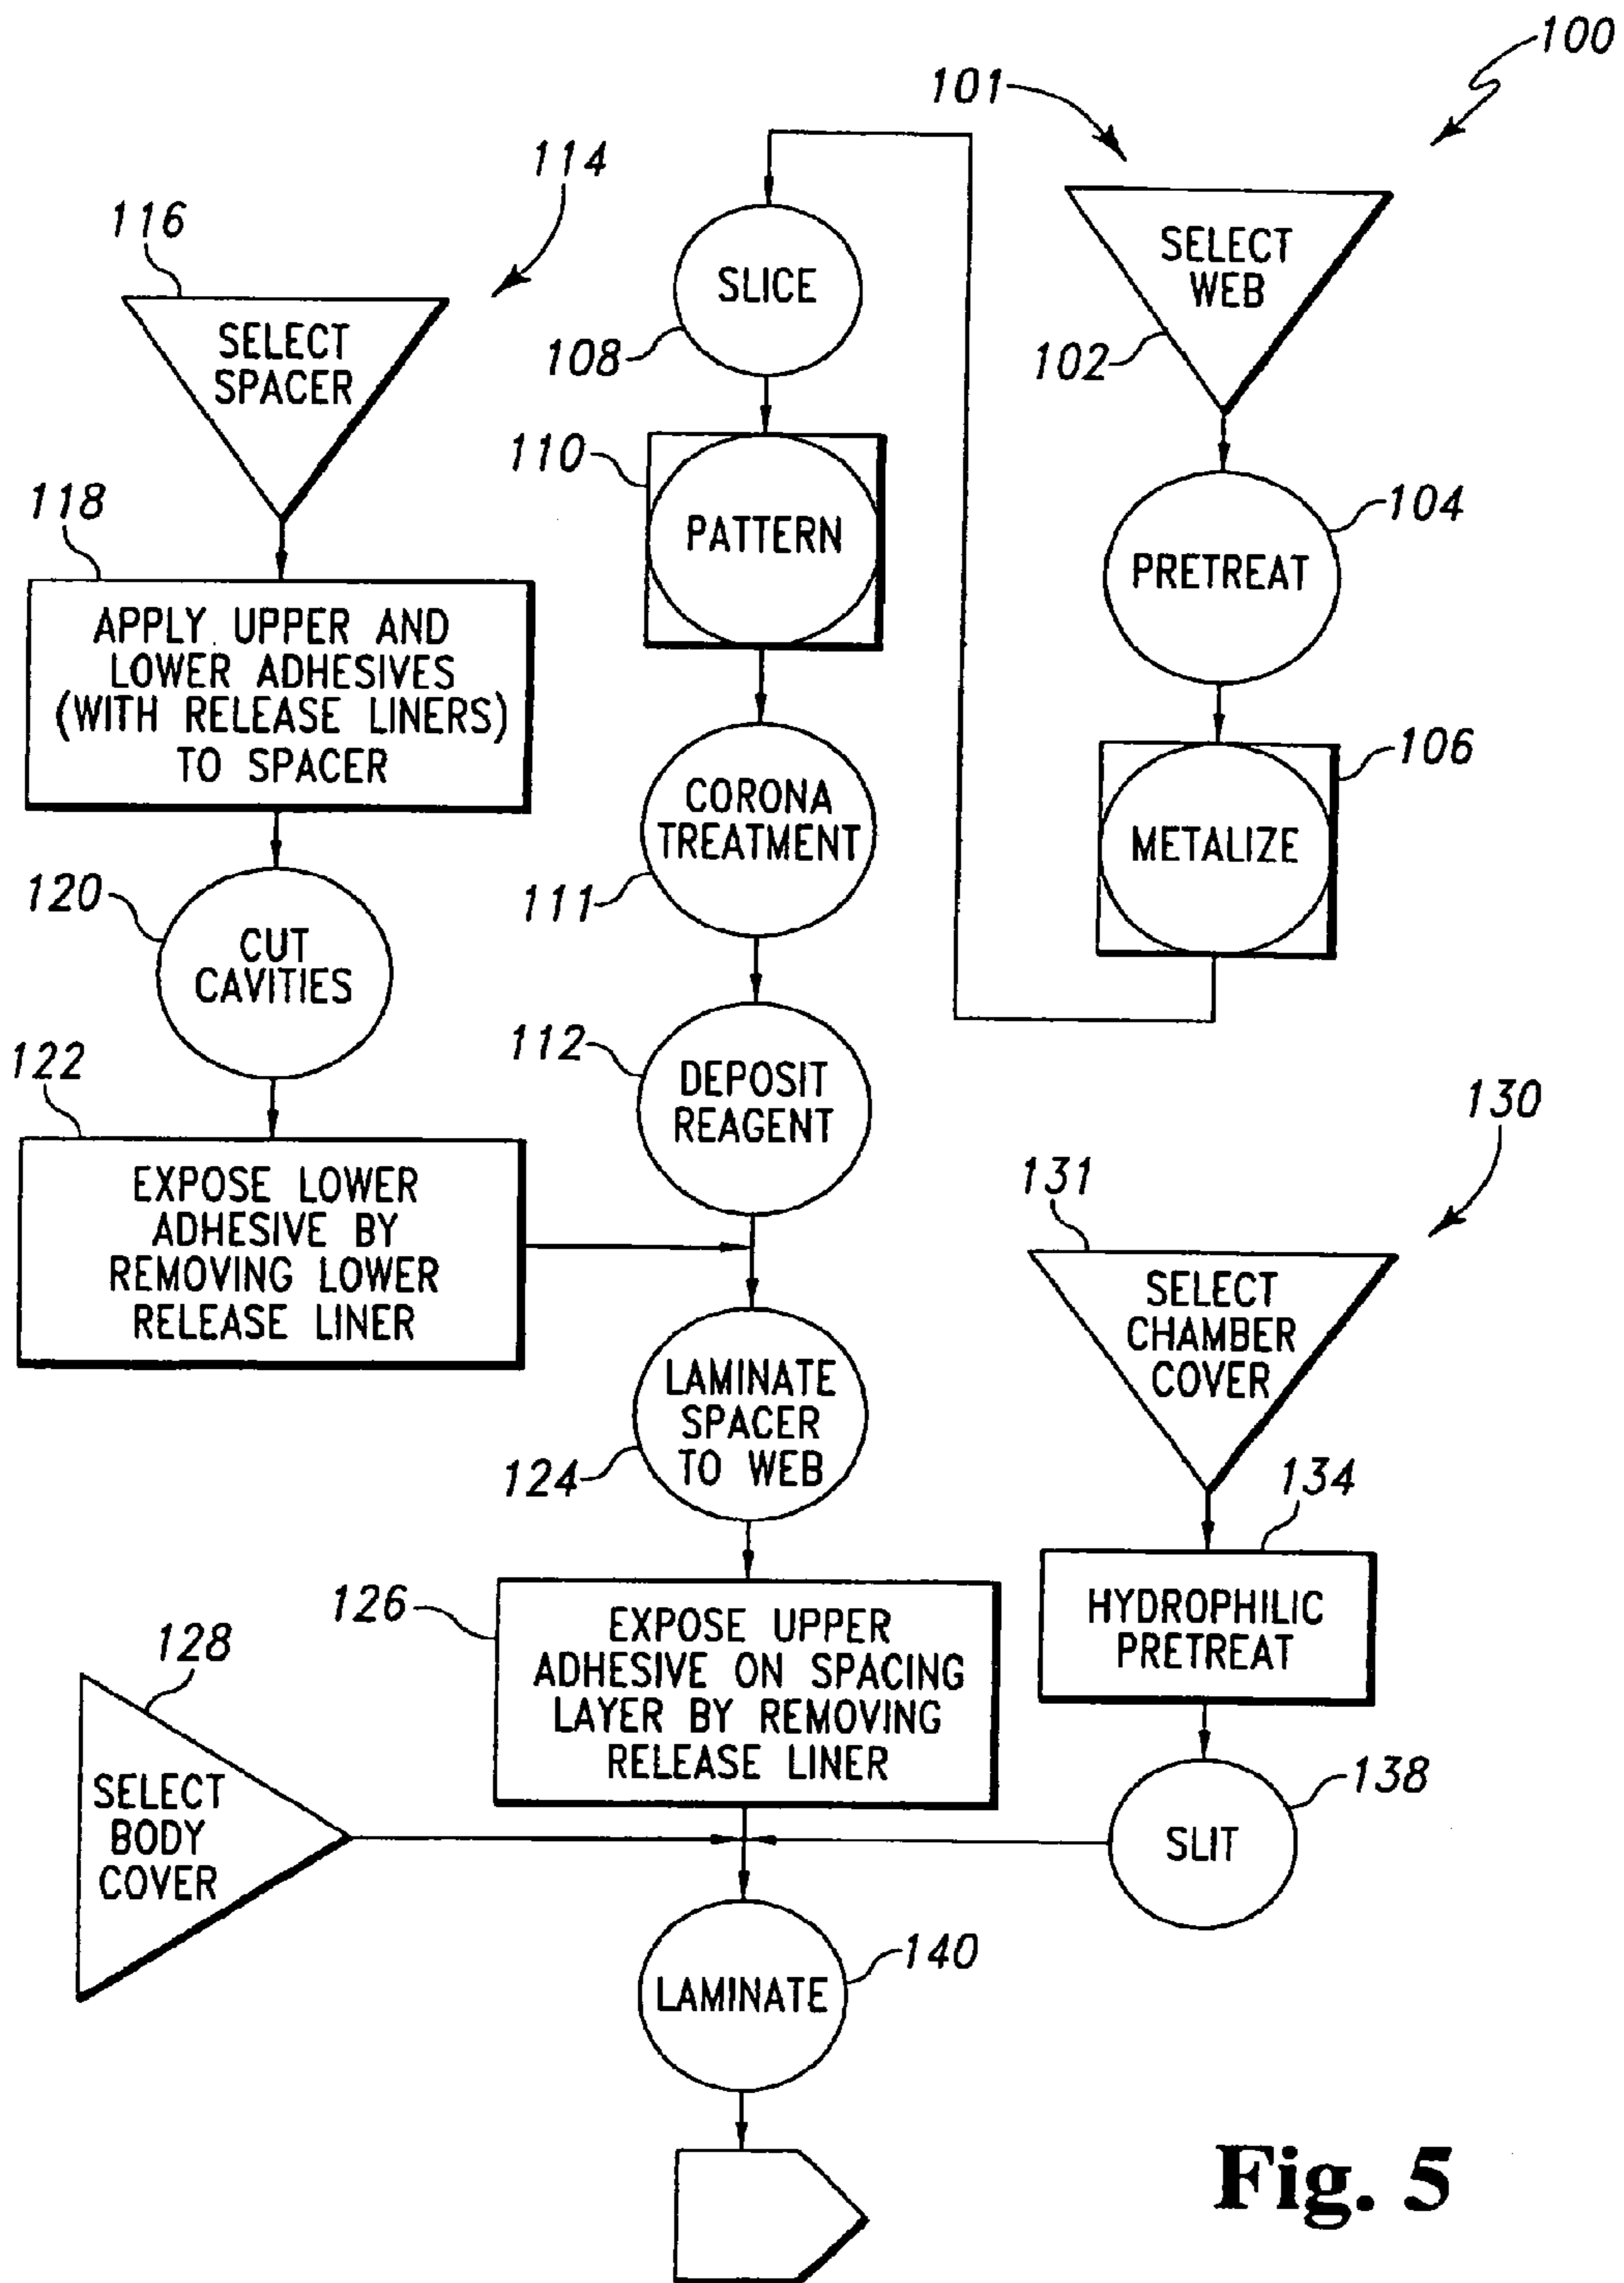 100
101
SELECT
WEB
102
PRETREAT
104
METALIZE
106
SLICE
108
PATTERN
110
CORONA
TREATMENT
111
DEPOSIT
REAGENT
112
114
116
SELECT
SPACER
118
APPLY UPPER AND
LOWER ADHESIVES
(WITH RELEASE LINERS)
TO SPACER
120
CUT
CAVITIES
122
EXPOSE LOWER
ADHESIVE BY
REMOVING LOWER
RELEASE LINER
LAMINATE
SPACER
TO WEB
124
126
EXPOSE UPPER
ADHESIVE ON SPACING
LAYER BY REMOVING
RELEASE LINER
128
SELECT
BODY
COVER
130
131
SELECT
CHAMBER
COVER
134
HYDROPHILIC
PRETREAT
138
SLIT
140
LAMINATE
Fig. 5